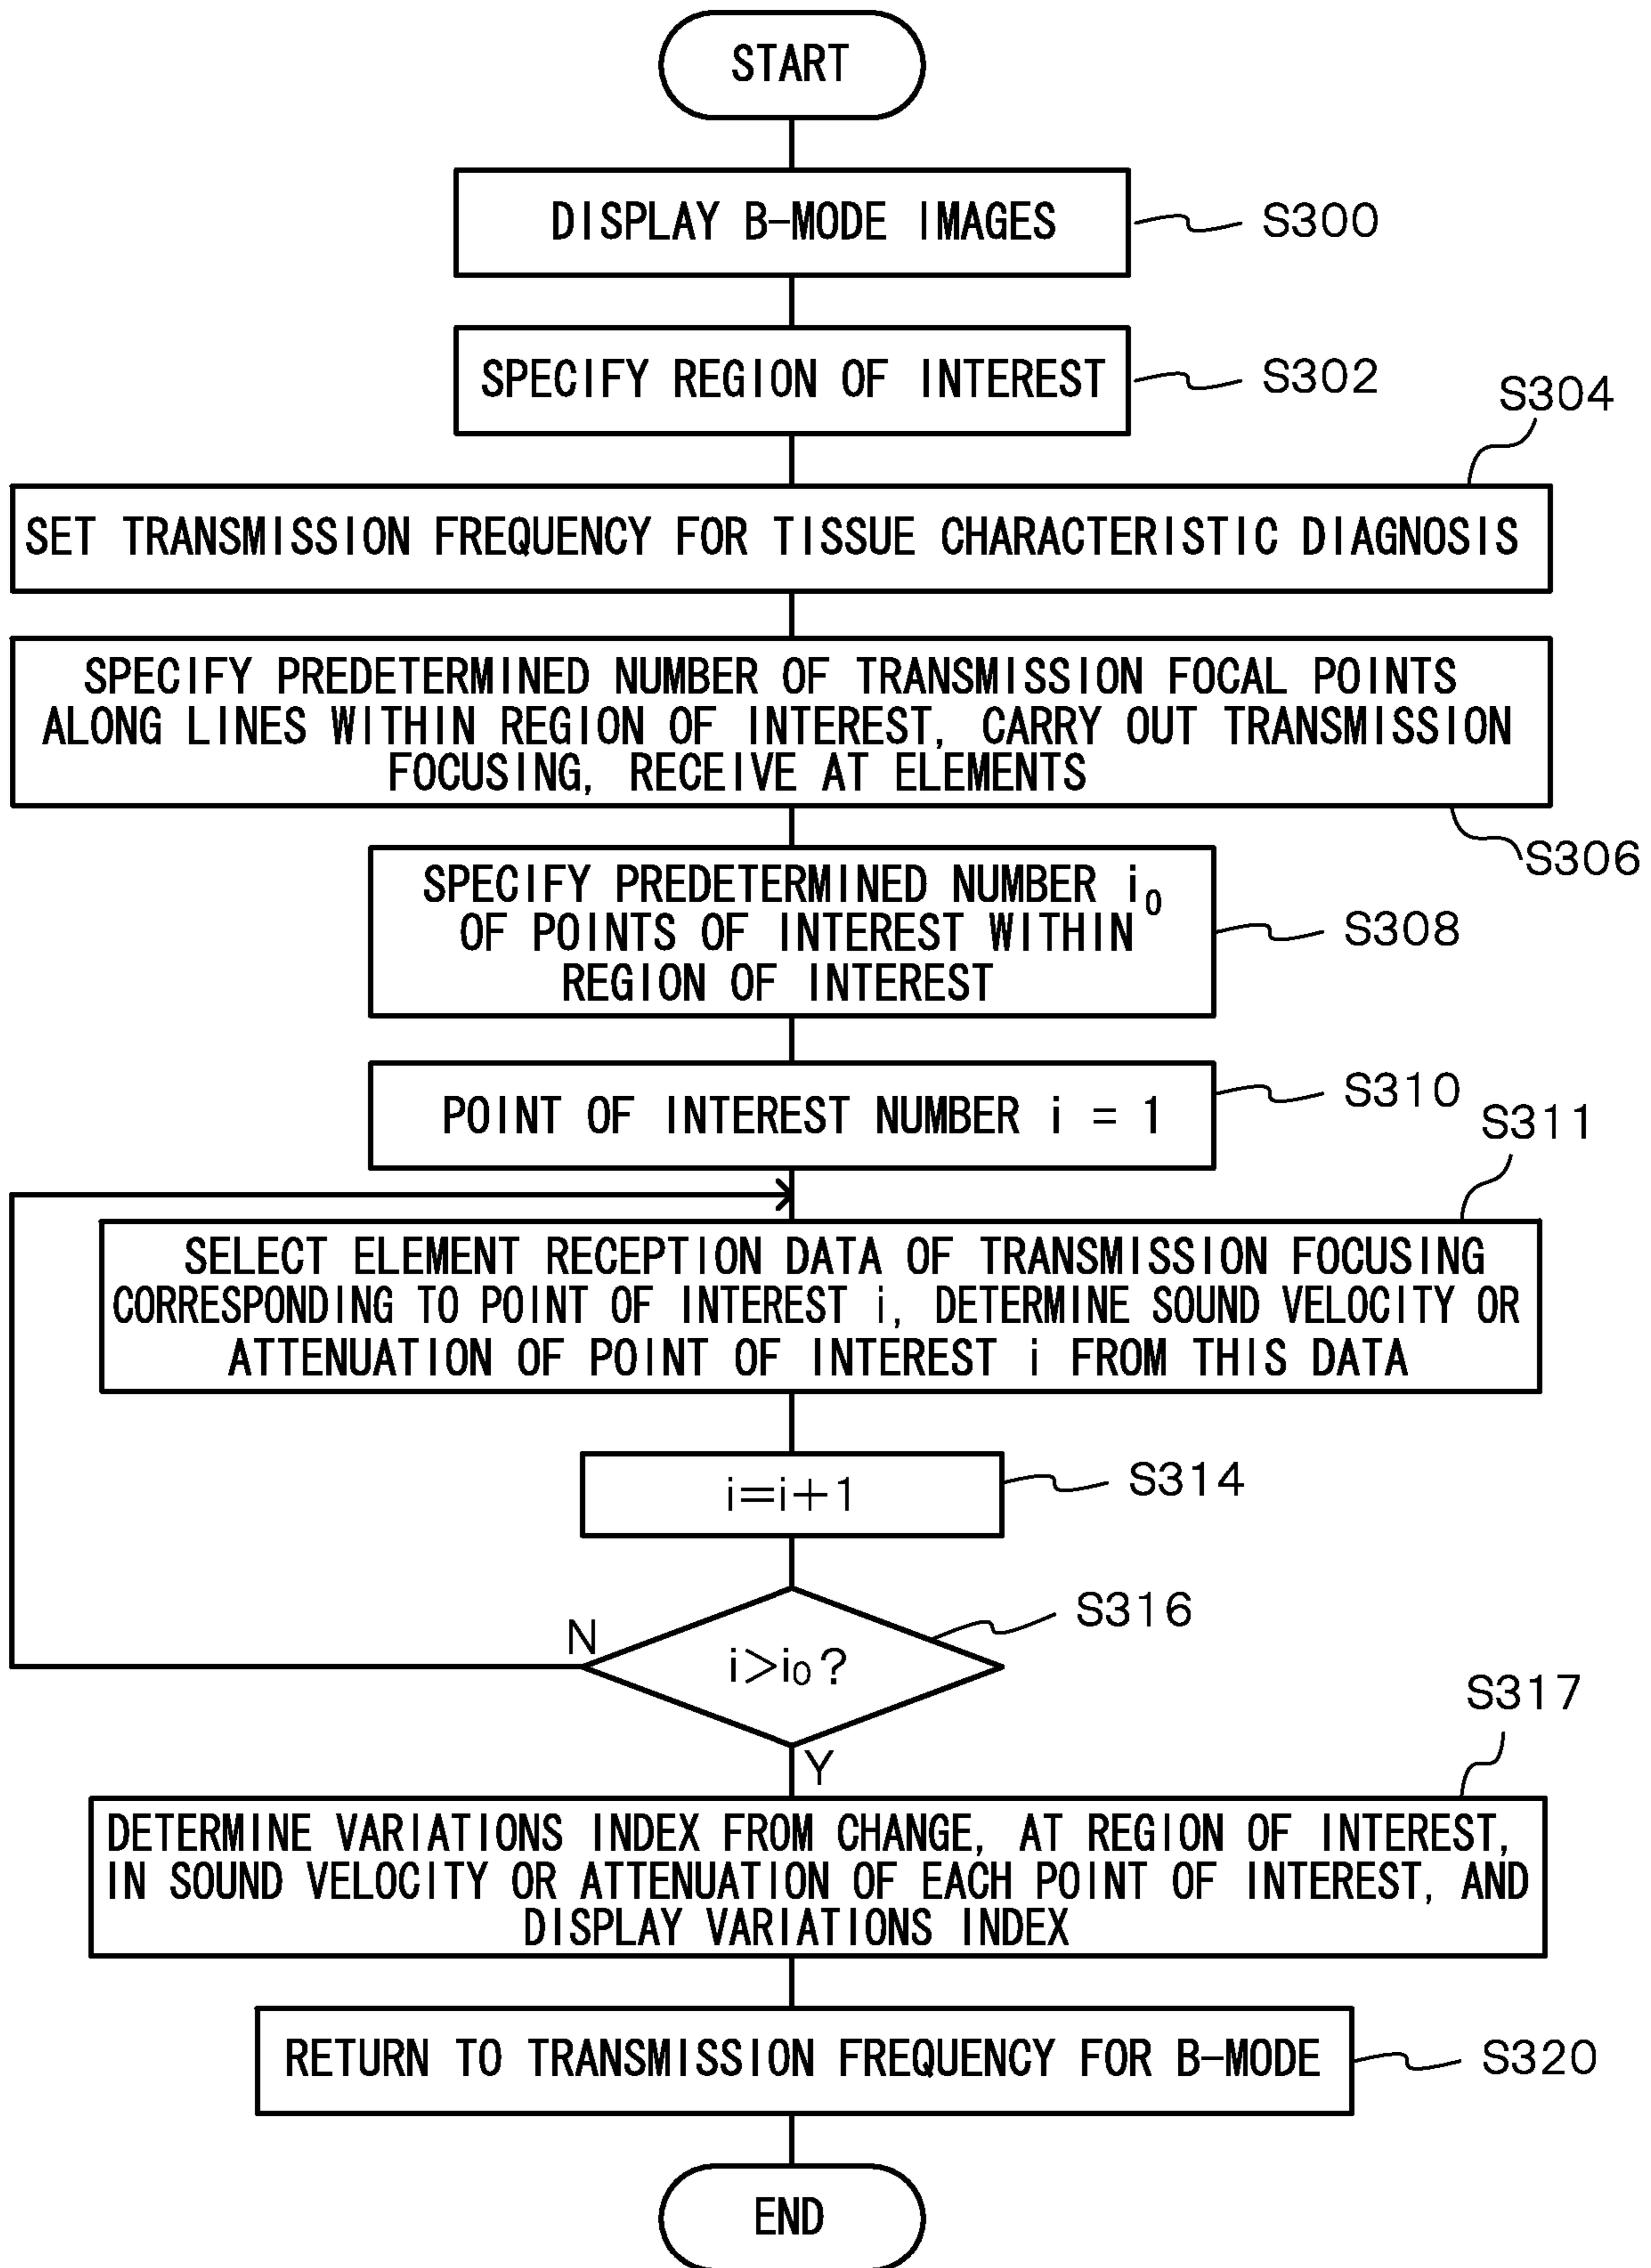 START
DISPLAY B-MODE IMAGES
S300
SPECIFY REGION OF INTEREST
S302
S304
SET TRANSMISSION FREQUENCY FOR TISSUE CHARACTERISTIC DIAGNOSIS
SPECIFY PREDETERMINED NUMBER OF TRANSMISSION FOCAL POINTS
ALONG LINES WITHIN REGION OF INTEREST, CARRY OUT TRANSMISSION
FOCUSING, RECEIVE AT ELEMENTS
S306
SPECIFY PREDETERMINED NUMBER i₀
OF POINTS OF INTEREST WITHIN
REGION OF INTEREST
S308
POINT OF INTEREST NUMBER i = 1
S310
S311
SELECT ELEMENT RECEPTION DATA OF TRANSMISSION FOCUSING
CORRESPONDING TO POINT OF INTEREST i, DETERMINE SOUND VELOCITY OR
ATTENUATION OF POINT OF INTEREST i FROM THIS DATA
i=i+1
S314
S316
N
i>i₀?
Y
S317
DETERMINE VARIATIONS INDEX FROM CHANGE, AT REGION OF INTEREST,
IN SOUND VELOCITY OR ATTENUATION OF EACH POINT OF INTEREST, AND
DISPLAY VARIATIONS INDEX
RETURN TO TRANSMISSION FREQUENCY FOR B-MODE
S320
END